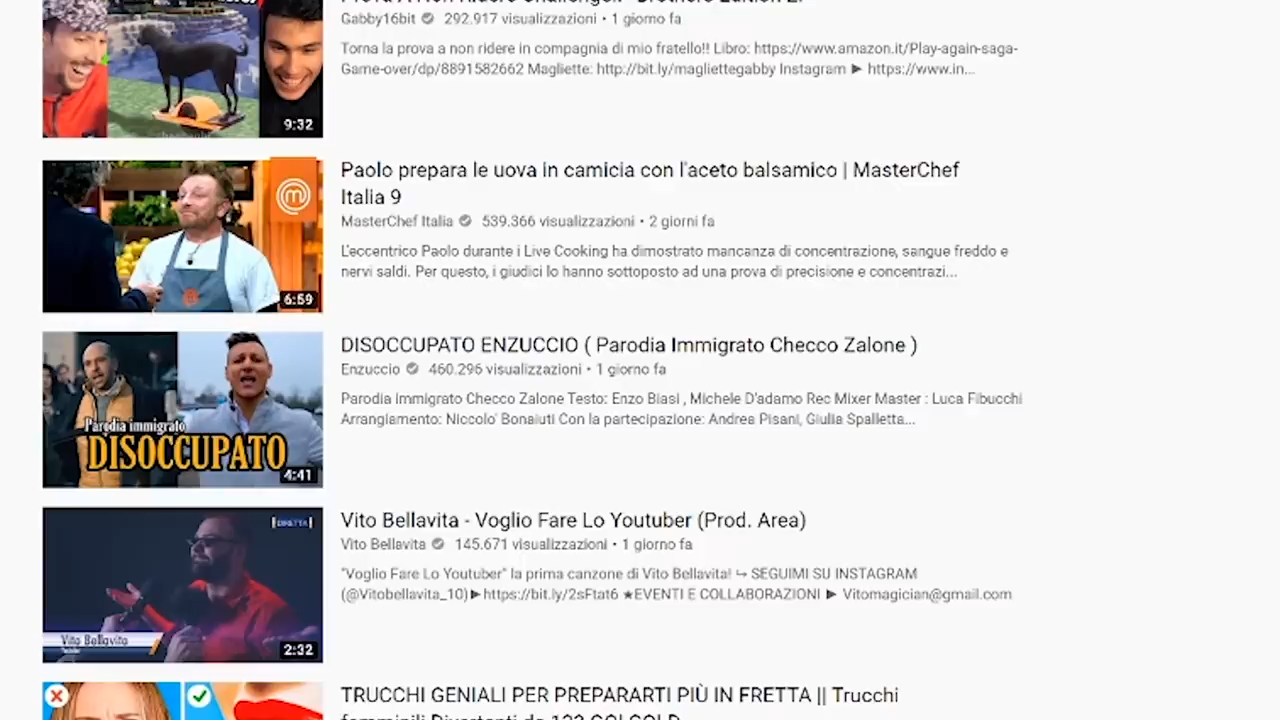 Gabby16bit 292.917 visualizzazioni • 1 giorno fa
Torna la prova a non ridere in compagnia di mio fratello!! Libro: https://www.amazon.it/Play-again-saga-
Game-over/dp/8891582662 Magliette: http://bit.ly/magliettegabby Instagram ► https://www.in...
9:32
Paolo prepara le uova in camicia con l'aceto balsamico | MasterChef
Italia 9
MasterChef Italia 539.366 visualizzazioni • 2 giorni fa
L'eccentrico Paolo durante i Live Cooking ha dimostrato mancanza di concentrazione, sangue freddo e
nervi saldi. Per questo, i giudici lo hanno sottoposto ad una prova di precisione e concentrazi...
6:59
DISOCCUPATO ENZUCCIO ( Parodia Immigrato Checco Zalone )
Enzuccio 460.296 visualizzazioni • 1 giorno fa
Parodia immigrato Checco Zalone Testo: Enzo Biasi , Michele D'adamo Rec Mixer Master : Luca Fibucchi
Arrangiamento: Niccolo' Bonaiuti Con la partecipazione: Andrea Pisani, Giulia Spalletta...
Parodia immigrato
DISOCCUPATO
4:41
Vito Bellavita - Voglio Fare Lo Youtuber (Prod. Area)
Vito Bellavita 145.671 visualizzazioni • 1 giorno fa
"Voglio Fare Lo Youtuber" la prima canzone di Vito Bellavita! ↪ SEGUIMI SU INSTAGRAM
(@Vitobellavita_10)►https://bit.ly/2sFtat6 ★EVENTI E COLLABORAZIONI ► Vitomagician@gmail.com
DIRETTA
Vito Bellavita
2:32
TRUCCHI GENIALI PER PREPARARTI PIÙ IN FRETTA || Trucchi